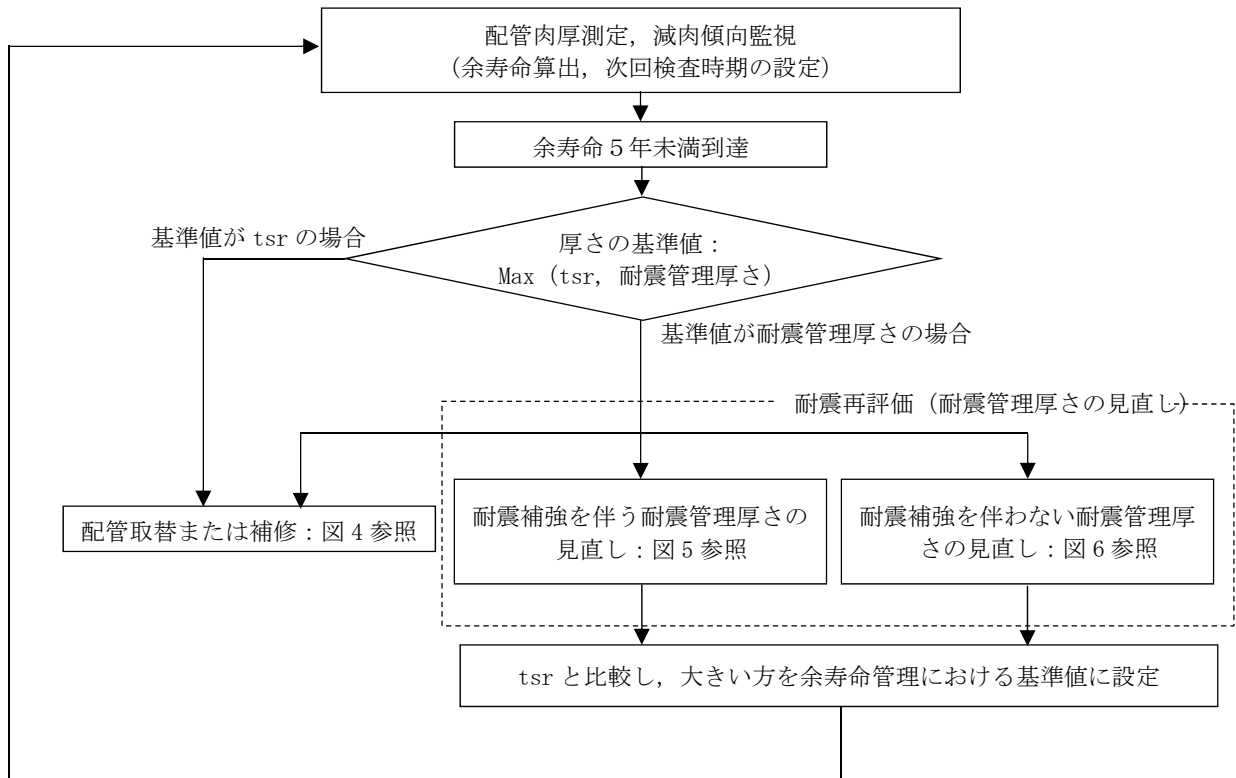 配管肉厚測定，減肉傾向監視
（余寿命算出，次回検査時期の設定）
余寿命５年未満到達
基準値が tsr の場合
厚さの基準値：
Max（tsr，耐震管理厚さ）
基準値が耐震管理厚さの場合
耐震再評価（耐震管理厚さの見直し）
配管取替または補修：図４参照
耐震補強を伴う耐震管理厚さの
見直し：図５参照
耐震補強を伴わない耐震管理厚
さの見直し：図６参照
tsr と比較し，大きい方を余寿命管理における基準値に設定